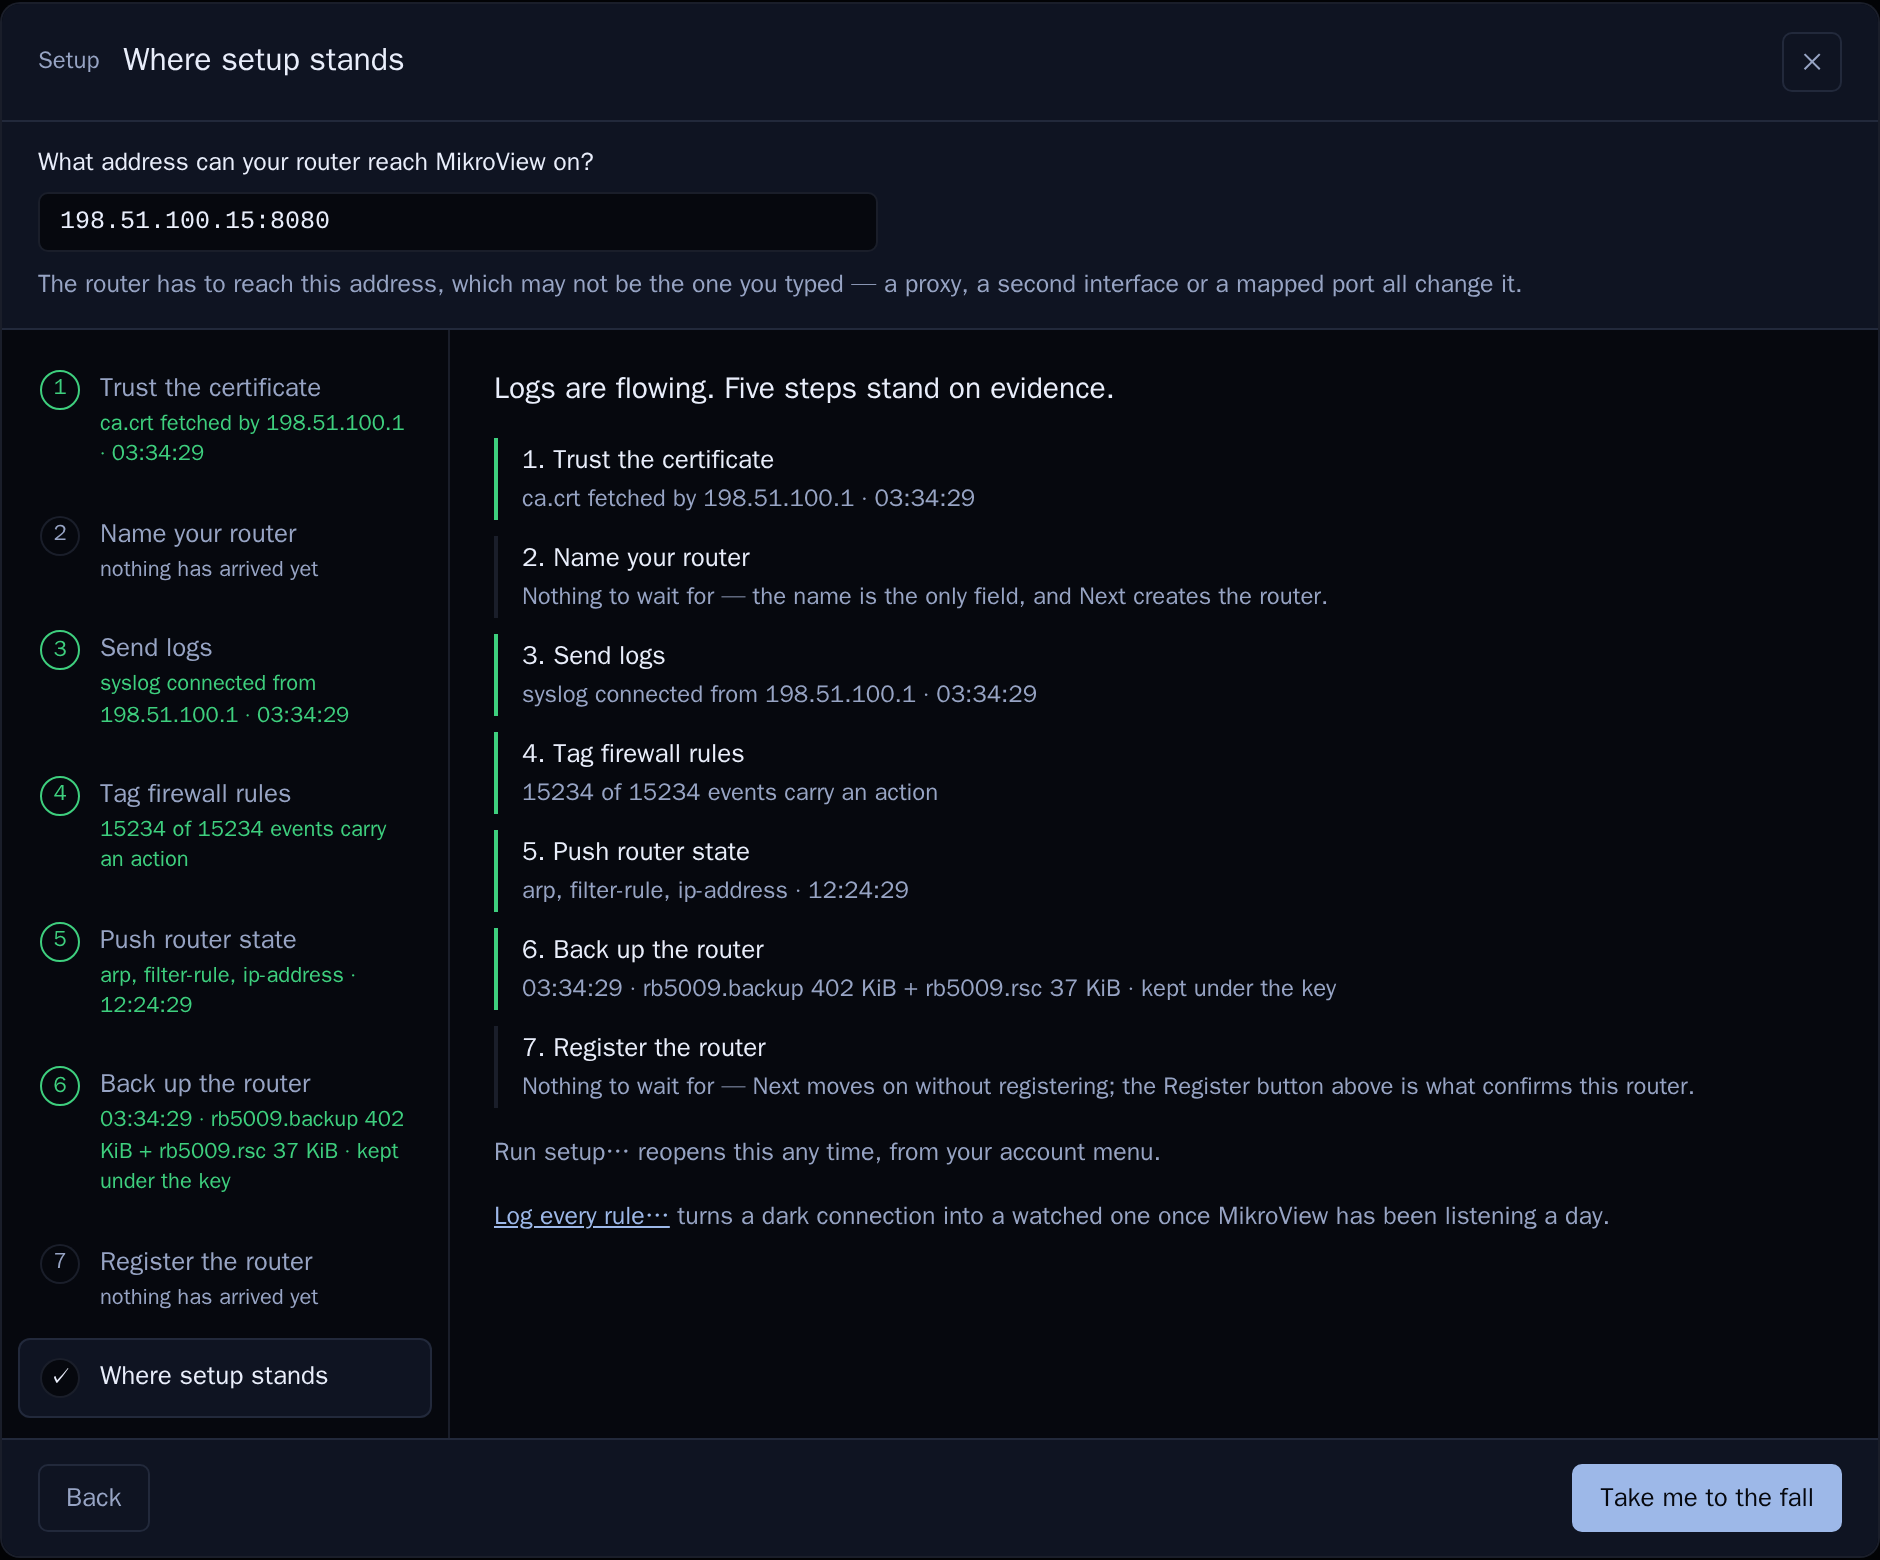 Setup Where setup stands
What address can your router reach MikroView on?
198.51.100.15:8080
The router has to reach this address, which may not be the one you typed — a proxy, a second interface or a mapped port all change it.
1 Trust the certificate
ca.crt fetched by 198.51.100.1
· 03:34:29
2 Name your router
nothing has arrived yet
3 Send logs
syslog connected from
198.51.100.1 · 03:34:29
4 Tag firewall rules
15234 of 15234 events carry
an action
5 Push router state
arp, filter-rule, ip-address ·
12:24:29
6 Back up the router
03:34:29 · rb5009.backup 402
KiB + rb5009.rsc 37 KiB · kept
under the key
7 Register the router
nothing has arrived yet
✓ Where setup stands
Logs are flowing. Five steps stand on evidence.
1. Trust the certificate
ca.crt fetched by 198.51.100.1 · 03:34:29
2. Name your router
Nothing to wait for — the name is the only field, and Next creates the router.
3. Send logs
syslog connected from 198.51.100.1 · 03:34:29
4. Tag firewall rules
15234 of 15234 events carry an action
5. Push router state
arp, filter-rule, ip-address · 12:24:29
6. Back up the router
03:34:29 · rb5009.backup 402 KiB + rb5009.rsc 37 KiB · kept under the key
7. Register the router
Nothing to wait for — Next moves on without registering; the Register button above is what confirms this router.
Run setup… reopens this any time, from your account menu.
Log every rule… turns a dark connection into a watched one once MikroView has been listening a day.
Back
Take me to the fall